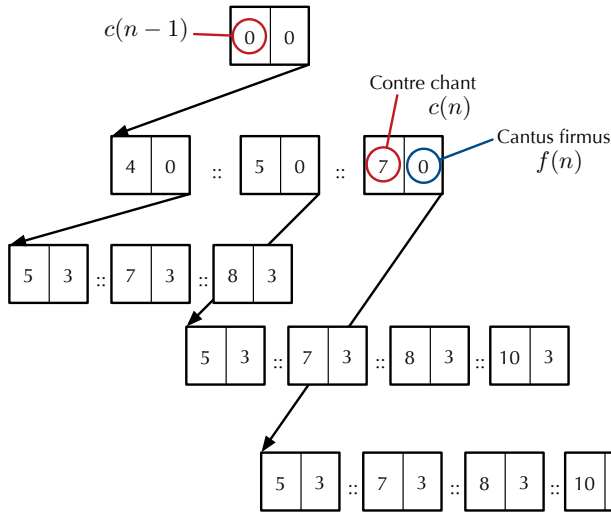 c(n − 1)
0 0
Contre chant
c(n)
Cantus firmus
f(n)
4 0 :: 5 0 :: 7 0
5 3 :: 7 3 :: 8 3
5 3 :: 7 3 :: 8 3 :: 10 3
5 3 :: 7 3 :: 8 3 :: 10